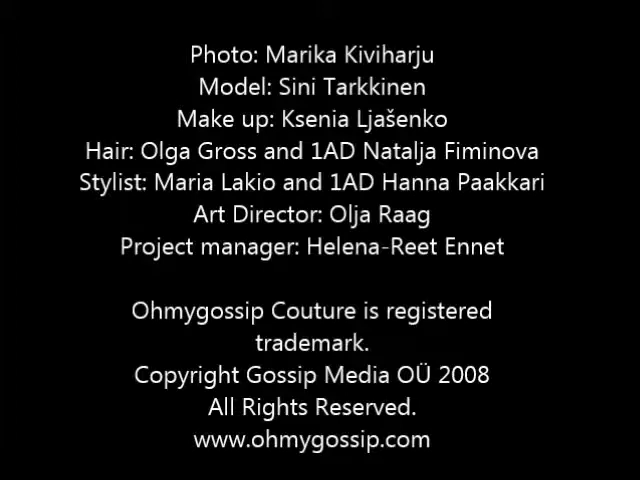 Photo: Marika Kiviharju
Model: Sini Tarkkinen
Make up: Ksenia Ljašenko
Hair: Olga Gross and 1AD Natalja Fiminova
Stylist: Maria Lakio and 1AD Hanna Paakkari
Art Director: Olja Raag
Project manager: Helena-Reet Ennet
Ohmygossip Couture is registered
trademark.
Copyright Gossip Media OÜ 2008
All Rights Reserved.
www.ohmygossip.com